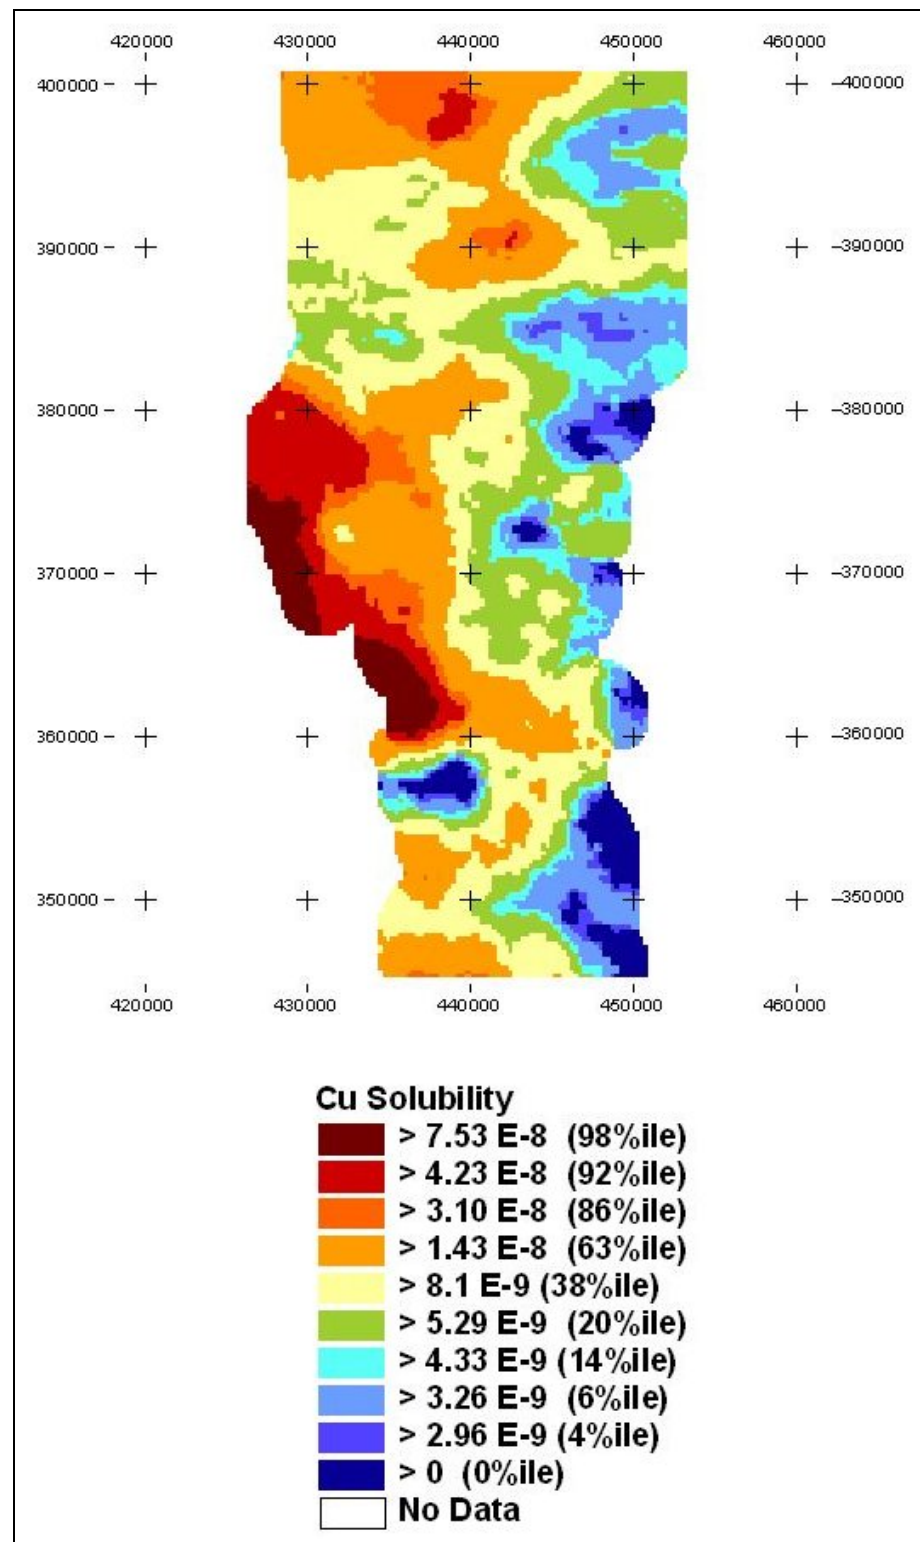 420000 430000 440000 450000 460000
400000 400000
390000 390000
380000 380000
370000 370000
360000 360000
350000 350000
420000 430000 440000 450000 460000
Cu Solubility
> 7.53 E-8 (98%ile)
> 4.23 E-8 (92%ile)
> 3.10 E-8 (86%ile)
> 1.43 E-8 (63%ile)
> 8.1 E-9 (38%ile)
> 5.29 E-9 (20%ile)
> 4.33 E-9 (14%ile)
> 3.26 E-9 (6%ile)
> 2.96 E-9 (4%ile)
> 0 (0%ile)
No Data